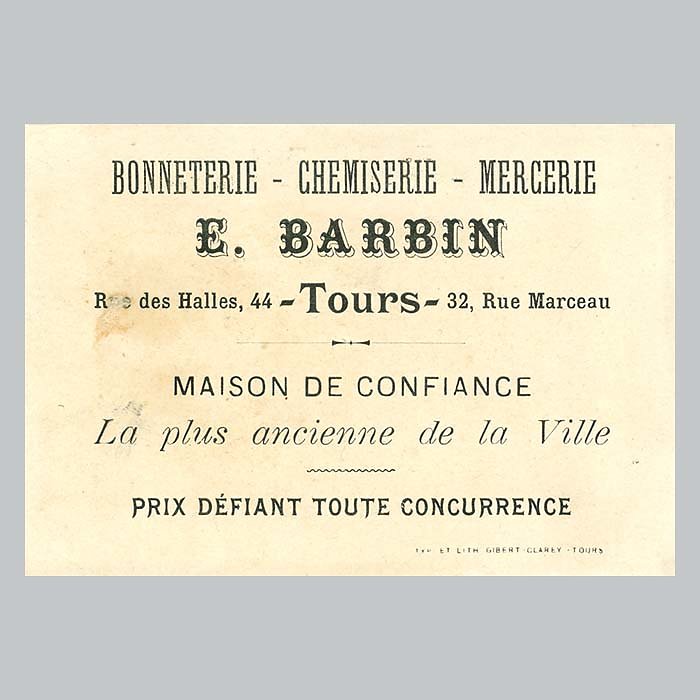 BONNETERIE - CHEMISERIE - MERCERIE
E. BARBIN
Rue des Halles, 44 - Tours - 32, Rue Marceau
MAISON DE CONFIANCE
La plus ancienne de la Ville
PRIX DÉFIANT TOUTE CONCURRENCE
TYP ET LITH GIBERT-CLAREY - TOURS